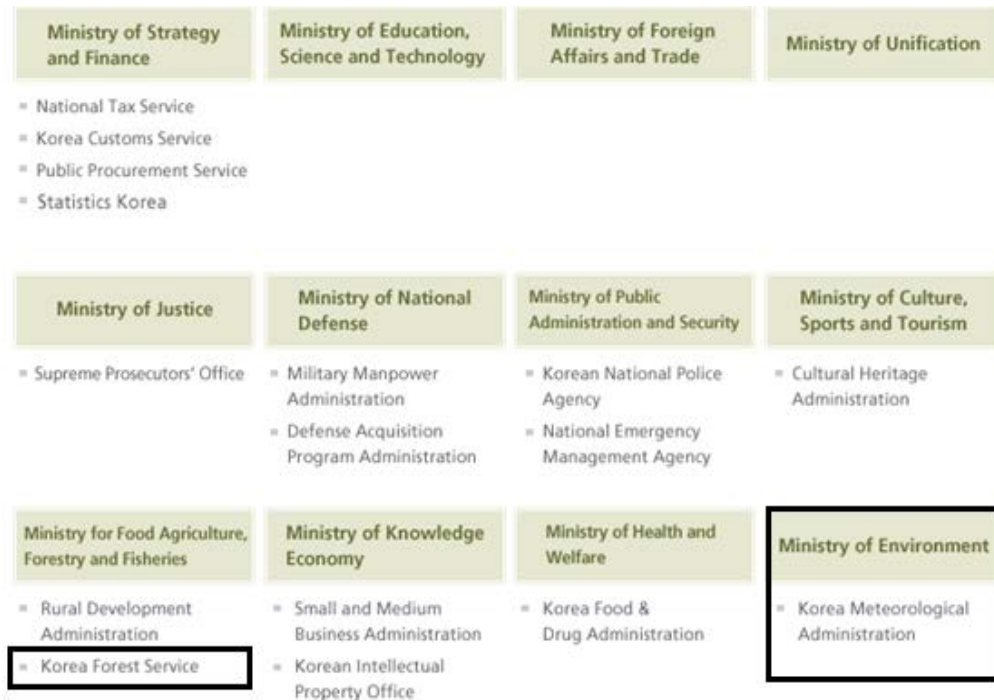 Ministry of Strategy
and Finance
National Tax Service
Korea Customs Service
Public Procurement Service
Statistics Korea
Ministry of Education,
Science and Technology
Ministry of Foreign
Affairs and Trade
Ministry of Unification
Ministry of Justice
Supreme Prosecutors' Office
Ministry of National
Defense
Military Manpower
Administration
Defense Acquisition
Program Administration
Ministry of Public
Administration and Security
Korean National Police
Agency
National Emergency
Management Agency
Ministry of Culture,
Sports and Tourism
Cultural Heritage
Administration
Ministry for Food Agriculture,
Forestry and Fisheries
Rural Development
Administration
Korea Forest Service
Ministry of Knowledge
Economy
Small and Medium
Business Administration
Korean Intellectual
Property Office
Ministry of Health and
Welfare
Korea Food &
Drug Administration
Ministry of Environment
Korea Meteorological
Administration